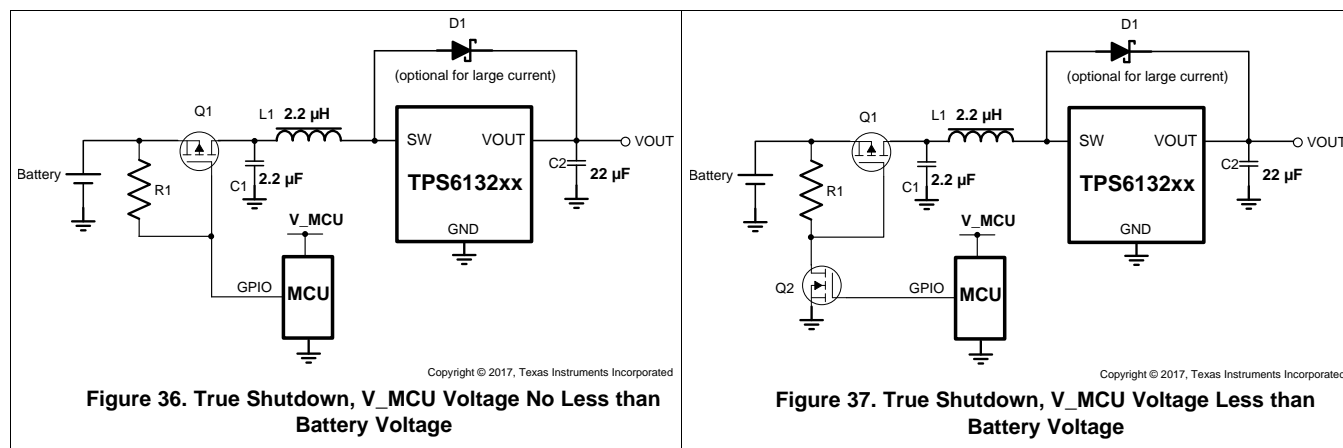 D1
(optional for large current)
Q1
L1
2.2 µH
SW
VOUT
VOUT
Battery
R1
C1
2.2 µF
TPS6132xx
C2
22 µF
V_MCU
GND
GPIO
MCU
Copyright © 2017, Texas Instruments Incorporated
Figure 36. True Shutdown, V_MCU Voltage No Less than
Battery Voltage
D1
(optional for large current)
Q1
L1
2.2 µH
SW
VOUT
VOUT
Battery
R1
C1
2.2 µF
TPS6132xx
C2
22 µF
V_MCU
GND
Q2
GPIO
MCU
Copyright © 2017, Texas Instruments Incorporated
Figure 37. True Shutdown, V_MCU Voltage Less than
Battery Voltage